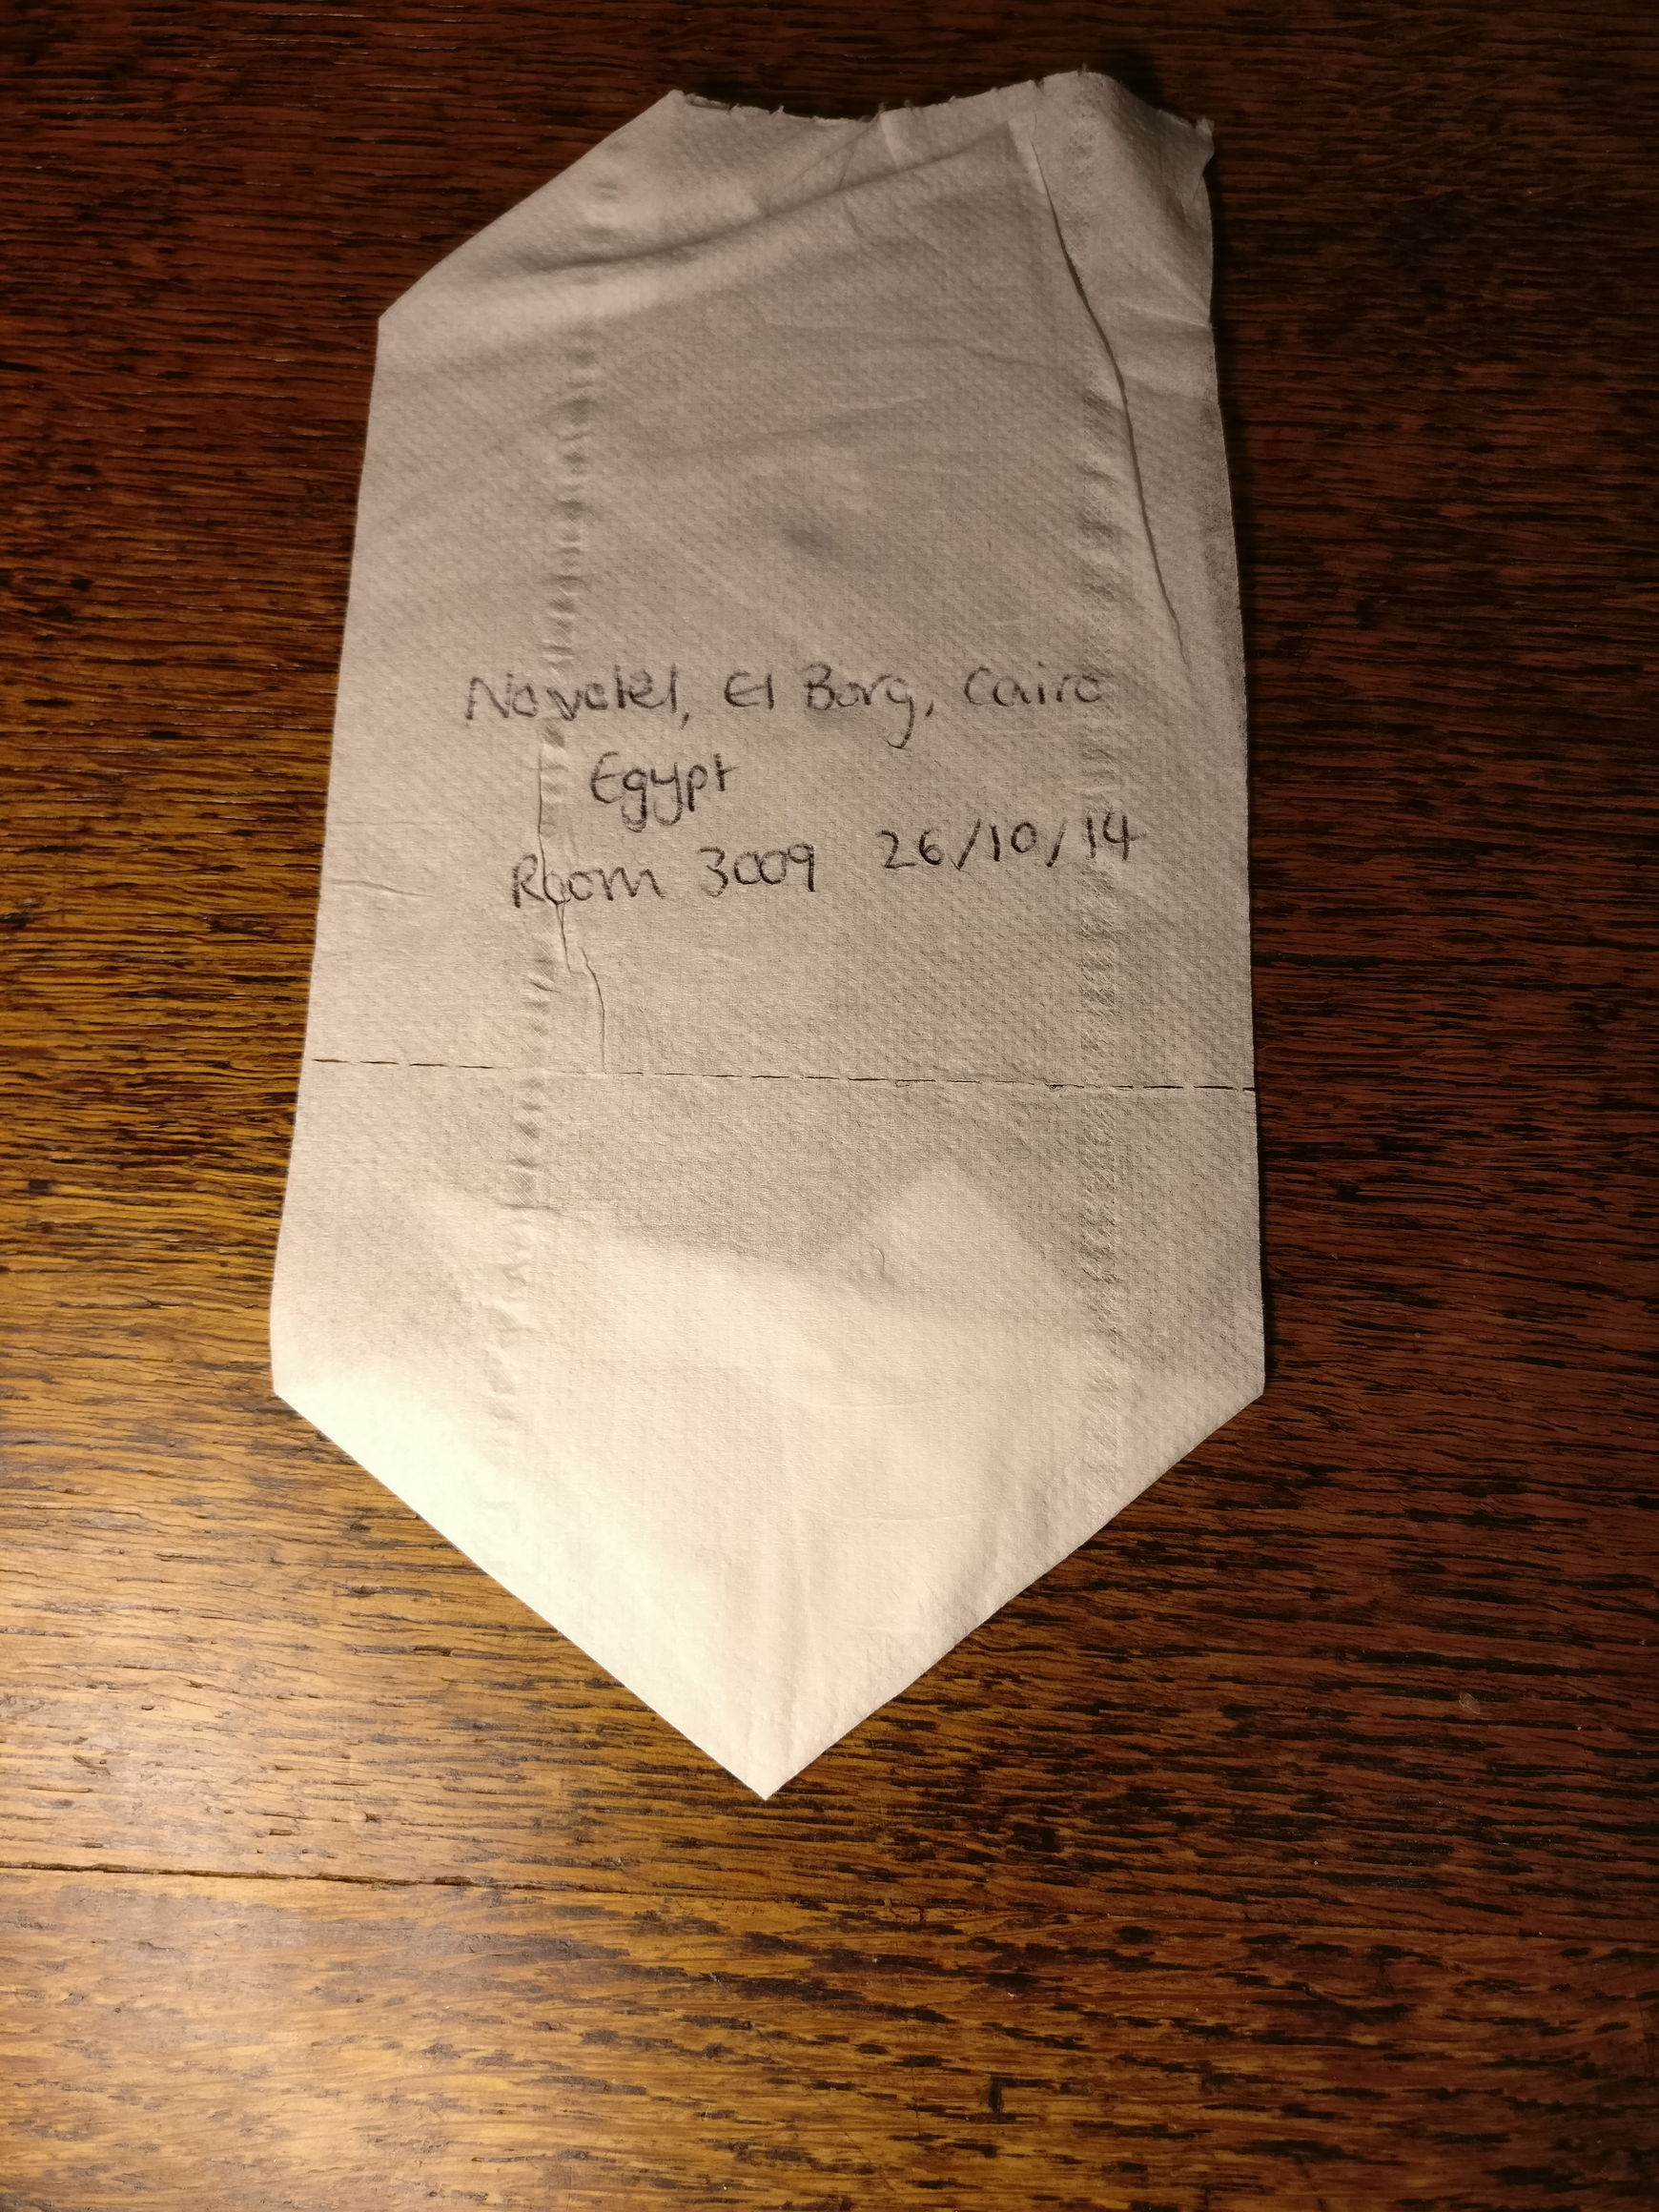 Novotel, El Borg, Cairo
Egypt
Room 3009 26/10/14